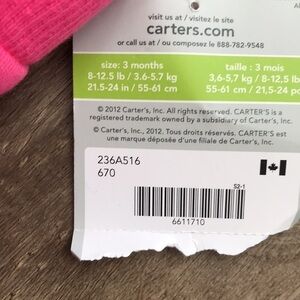 visit us at / visitez le site
carters.com
or call us at / ou composez le 888-782-9548
size: 3 months
8-12.5 lb / 3.6-5.7 kg
21.5-24 in / 55-61 cm
taille : 3 mois
3,6-5,7 kg / 8-12,5 lb
55-61 cm / 21,5-24 po
© 2012 Carter's, Inc. All rights reserved. CARTER'S is a
registered trademark owned by a subsidiary of Carter's, Inc.
© Carter's, Inc., 2012. Tous droits réservés. CARTER'S est
une marque déposée d'une filiale de Carter's, Inc.
236A516
670
S2-1
6611710